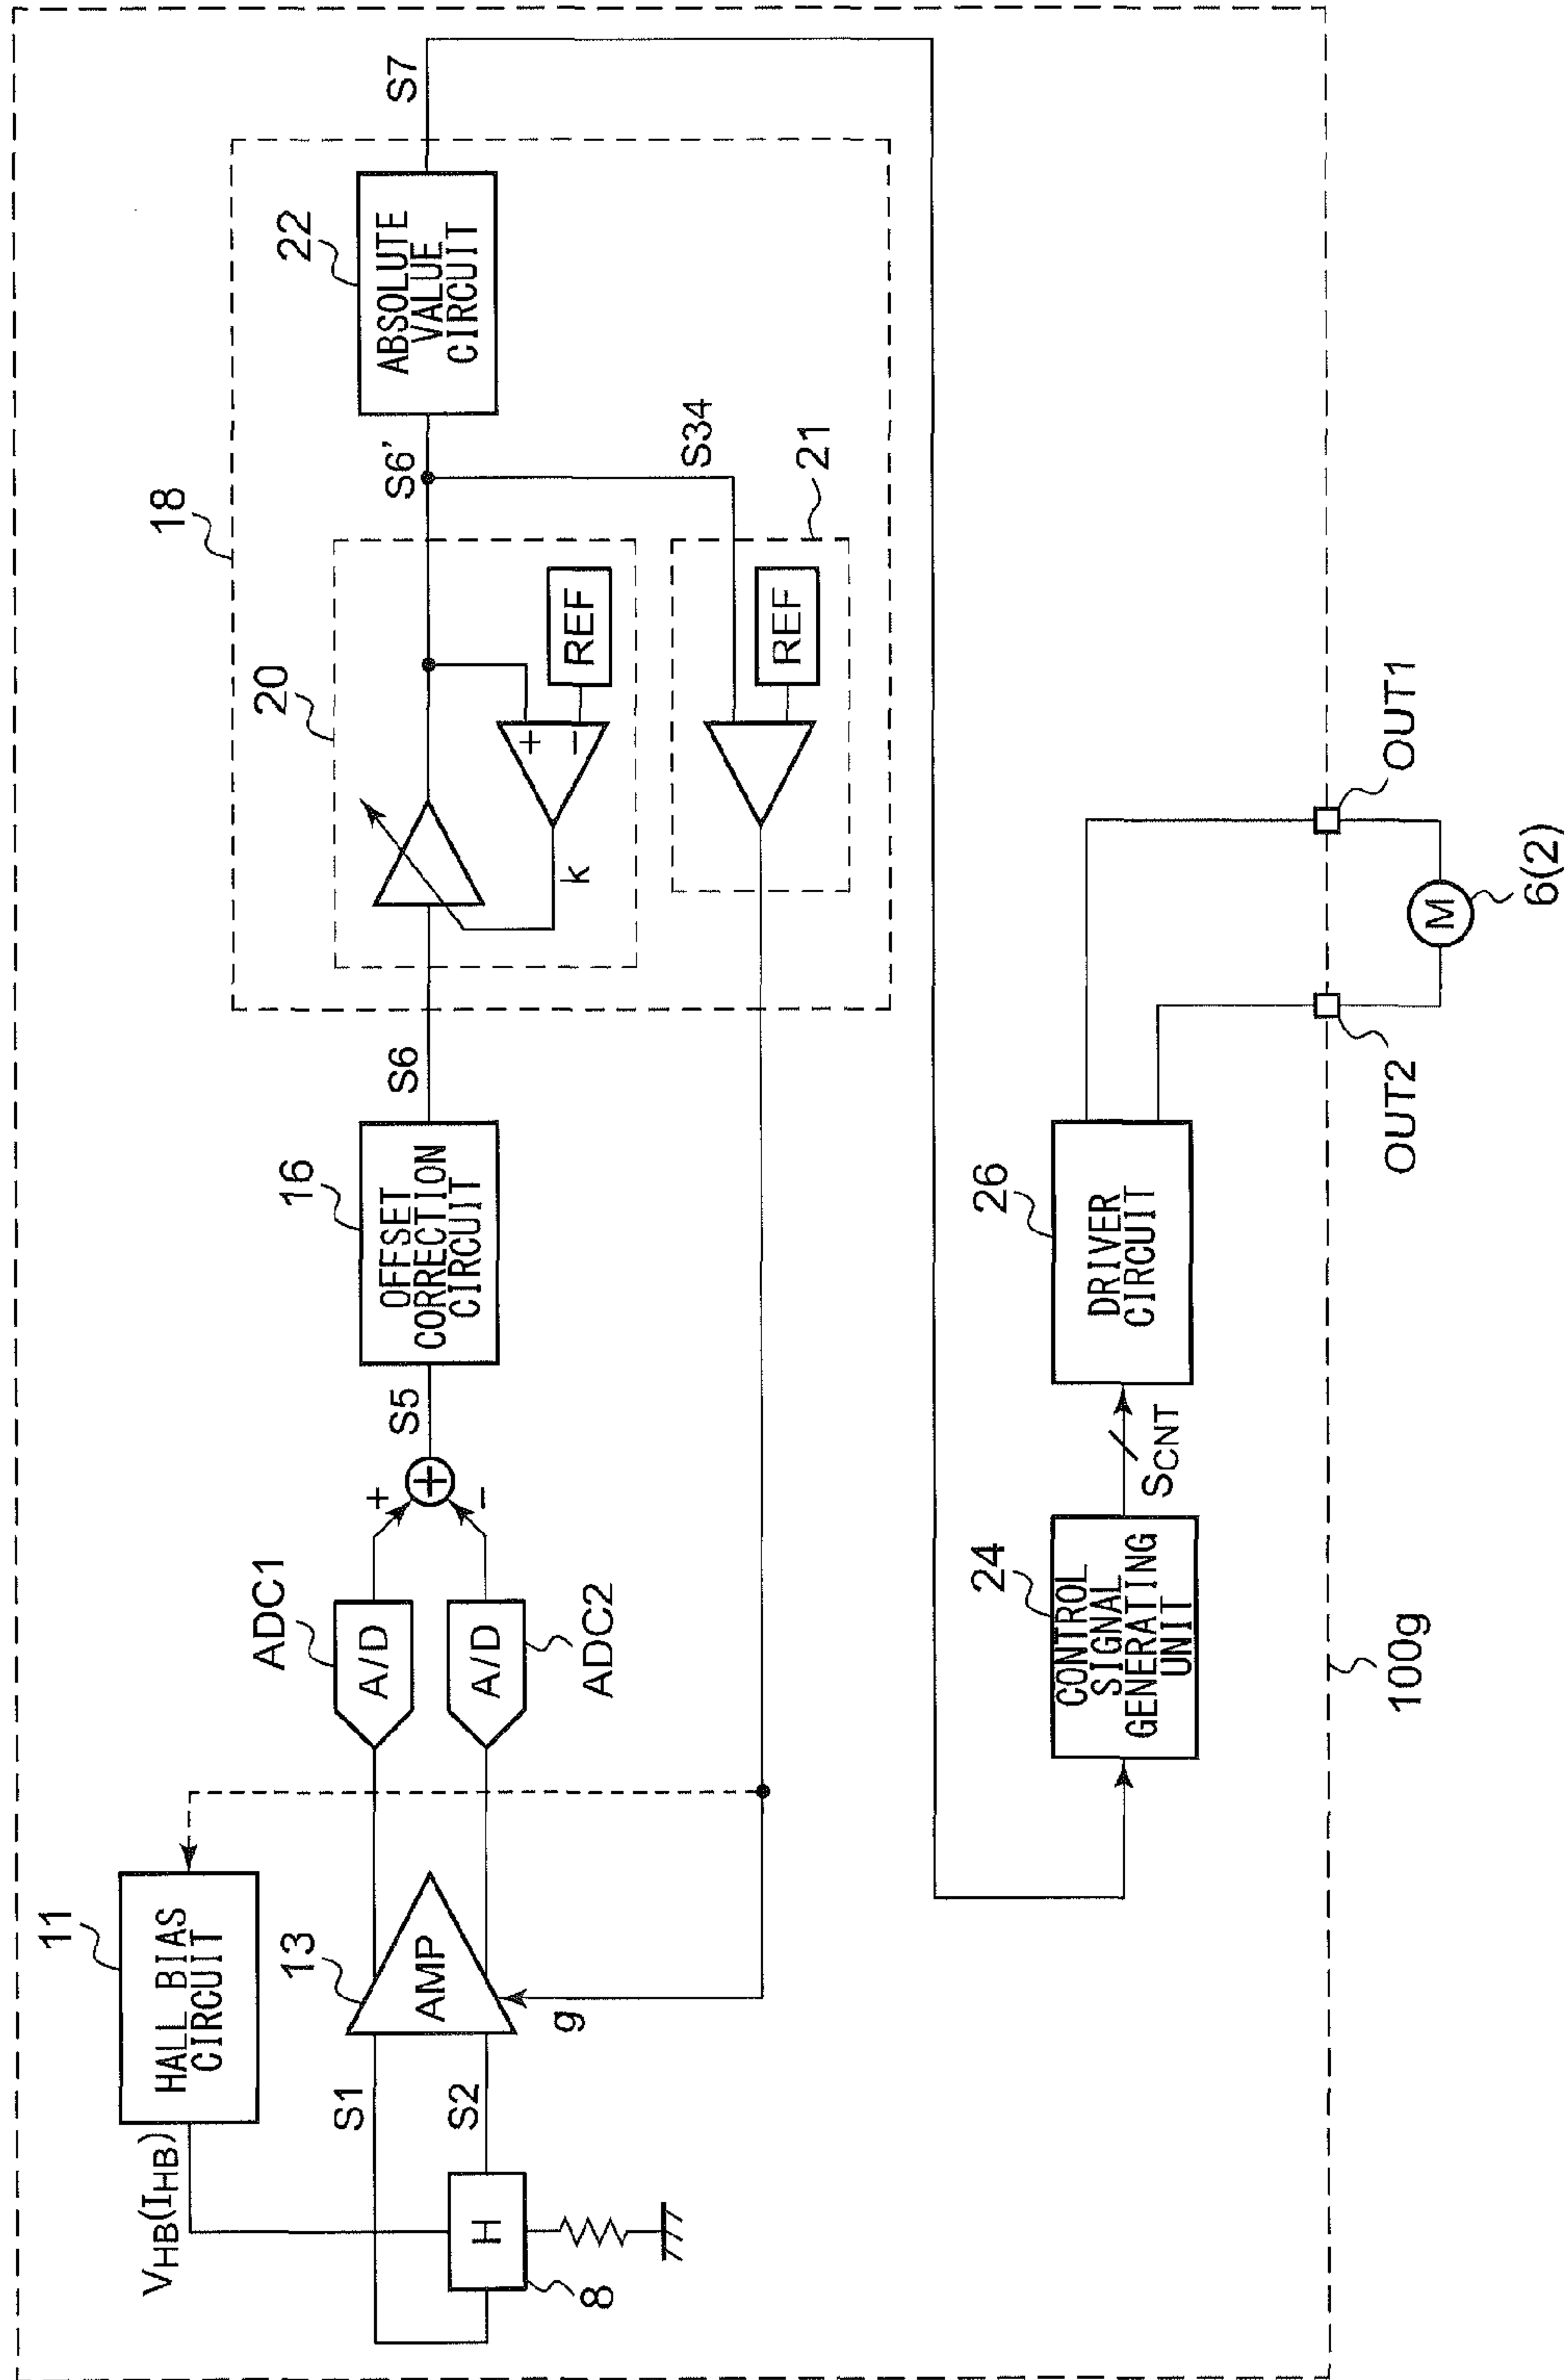 11
HALL BIAS
CIRCUIT
VHB(IHB)
S1
S2
H
8
13
AMP
g
ADC1
A/D
A/D
ADC2
+
+
−
S5
16
OFFSET
CORRECTION
CIRCUIT
S6
18
20
k
+
−
REF
S6'
S34
21
REF
22
ABSOLUTE
VALUE
CIRCUIT
S7
24
CONTROL
SIGNAL
GENERATING
UNIT
SCNT
26
DRIVER
CIRCUIT
OUT2
OUT1
M
6(2)
100g